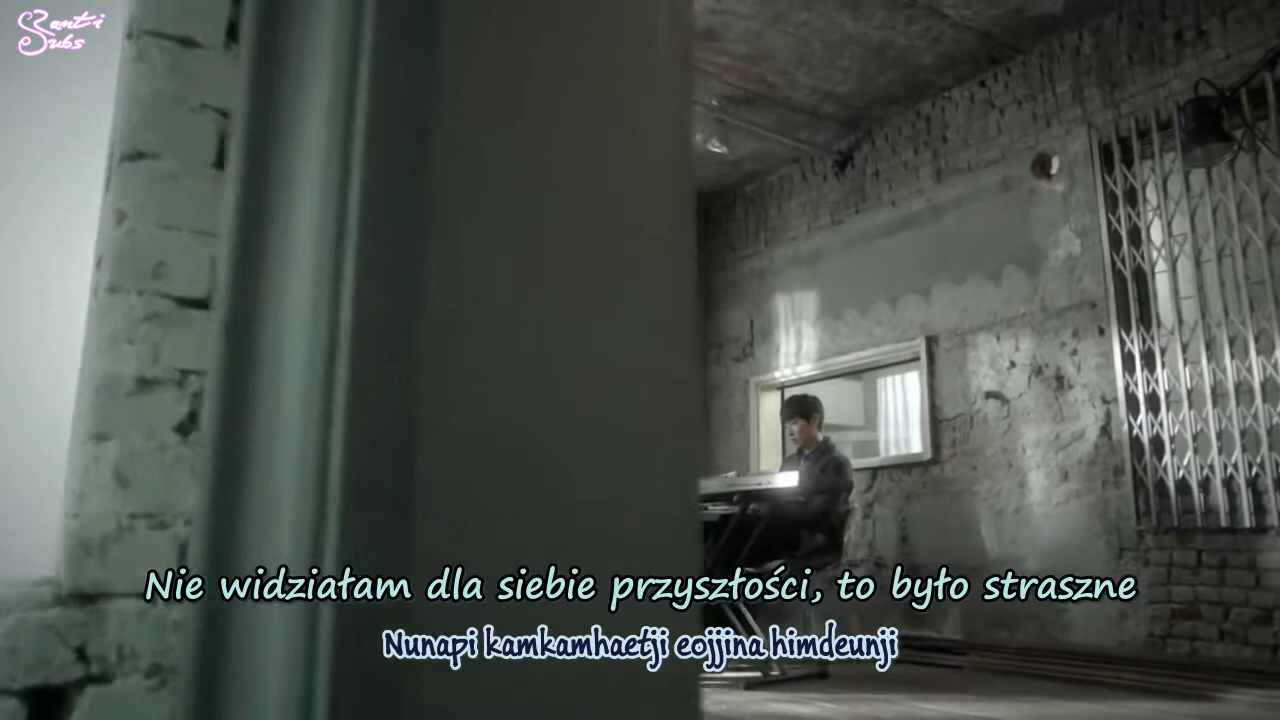 Santi
Subs
Nie widziałam dla siebie przyszłości, to było straszne
Nunapi kamkamhaetji eojjina himdeunji